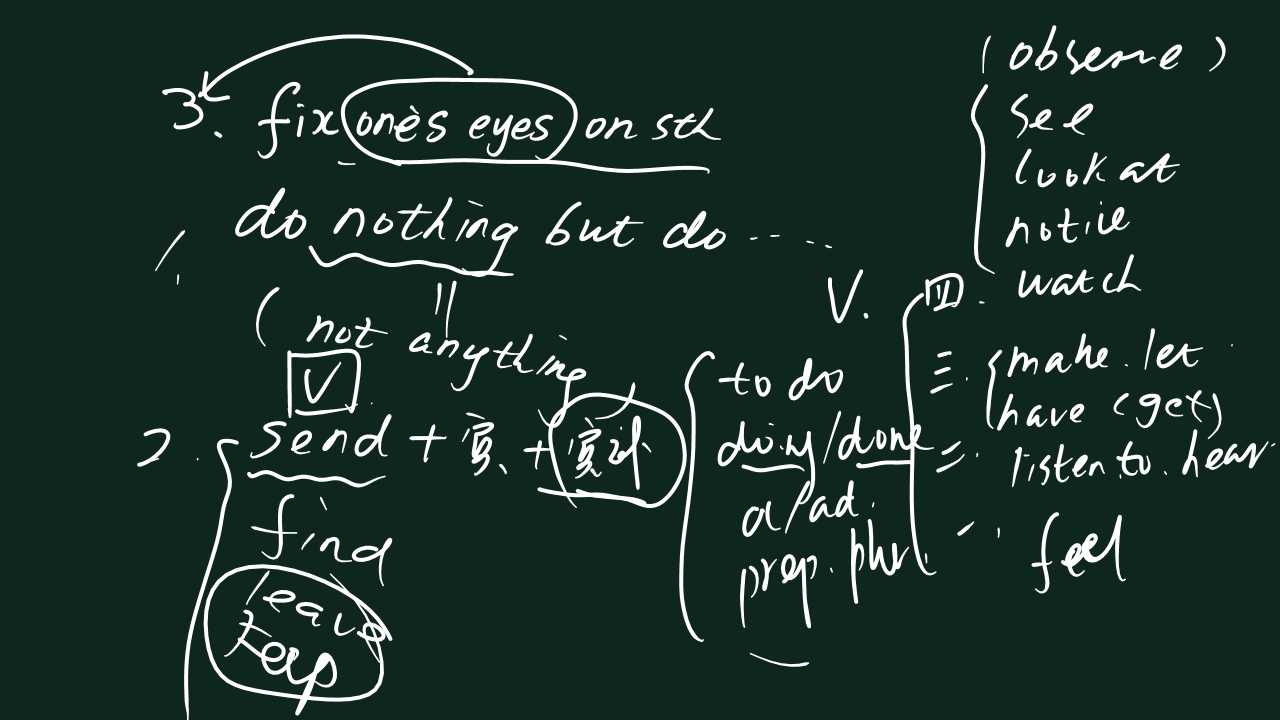 3. fix one's eyes on sth
do nothing but do .....
(not anything
V
2. send + 宾. + 宾补
find
leave
keep
to do
doing/done
a/ad.
prep. phr.
V.
(observe)
see
look at
notice
四. watch
三. make. let
have (get)
二. listen to. hear
一. feel